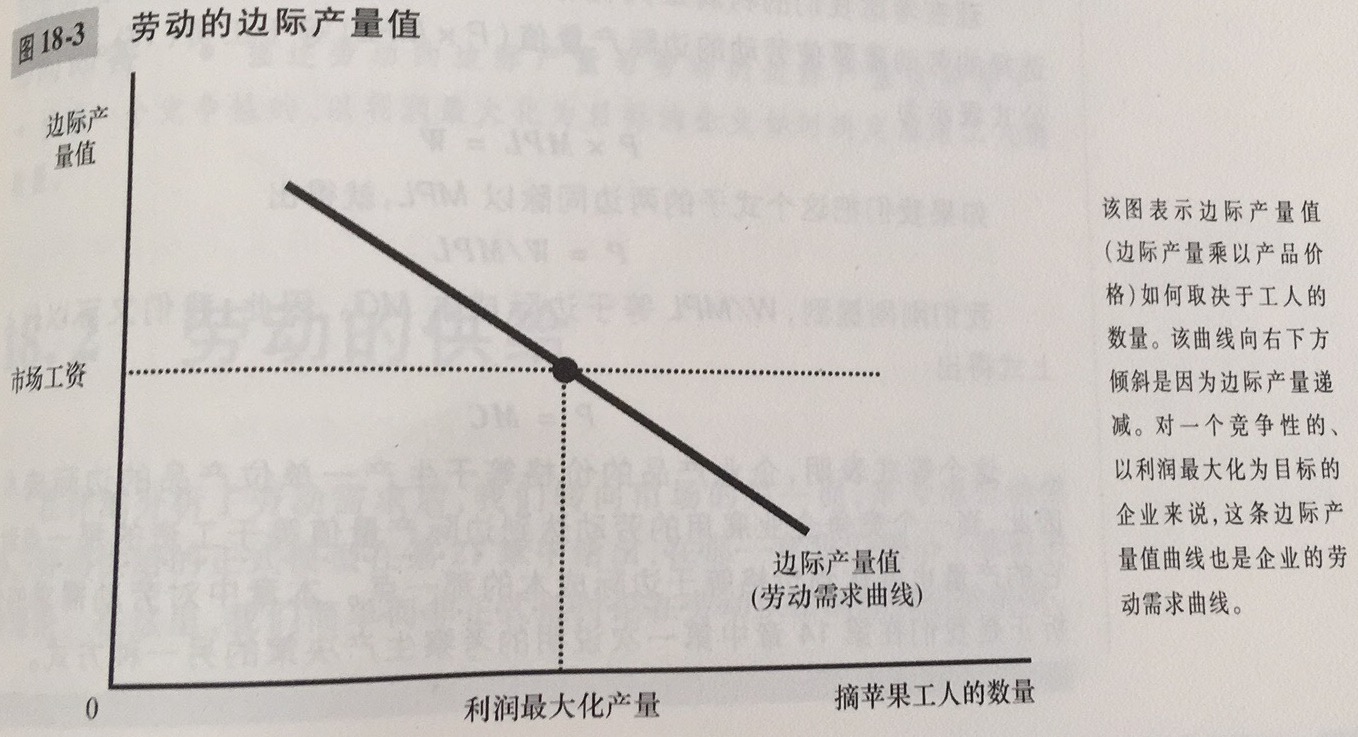 图18-3 劳动的边际产量值
边际产
量值
市场工资
边际产量值
(劳动需求曲线)
0
利润最大化产量
摘苹果工人的数量
该图表示边际产量值
(边际产量乘以产品价
格)如何取决于工人的
数量。该曲线向右下方
倾斜是因为边际产量递
减。对一个竞争性的、
以利润最大化为目标的
企业来说,这条边际产
量值曲线也是企业的劳
动需求曲线。